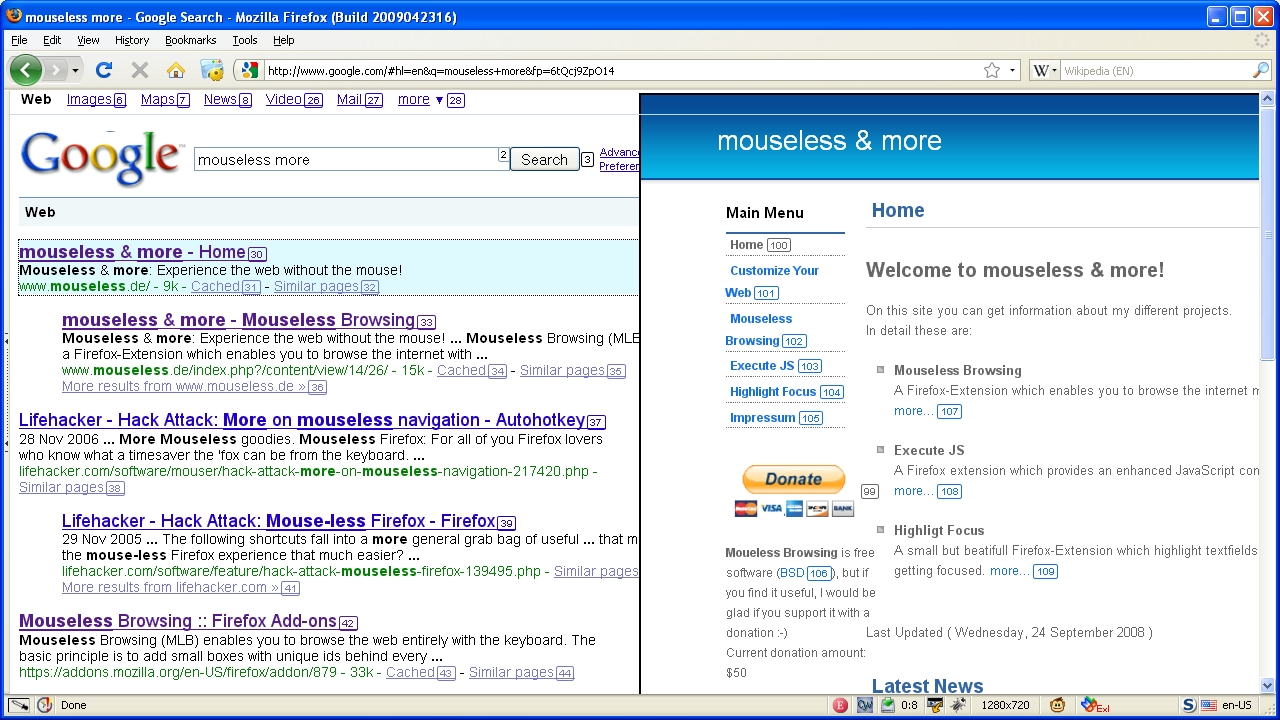 mouseless more - Google Search - Mozilla Firefox (Build 2009042316)
File Edit View History Bookmarks Tools Help
http://www.google.com/#hl=en&q=mouseless+more&fp=6tQcj9ZpO14
W Wikipedia (EN)
Web Images 6 Maps 7 News 8 Video 26 Mail 27 more ▼ 28
Google™
mouseless more 2 Search 3
Advanc
Preferen
Web
mouseless & more - Home 30
Mouseless & more: Experience the web without the mouse!
www.mouseless.de/ - 9k - Cached 31 - Similar pages 32
mouseless & more - Mouseless Browsing 33
Mouseless & more: Experience the web without the mouse! ... Mouseless Browsing (MLB
a Firefox-Extension which enables you to browse the internet with ...
www.mouseless.de/index.php?/content/view/14/26/ - 15k - Cached 34 - Similar pages 35
More results from www.mouseless.de » 36
Lifehacker - Hack Attack: More on mouseless navigation - Autohotkey 37
28 Nov 2006 ... More Mouseless goodies. Mouseless Firefox: For all of you Firefox lovers
who know what a timesaver the 'fox can be from the keyboard. ...
lifehacker.com/software/mouser/hack-attack-more-on-mouseless-navigation-217420.php -
Similar pages 38
Lifehacker - Hack Attack: Mouse-less Firefox - Firefox 39
29 Nov 2005 ... The following shortcuts fall into a more general grab bag of useful ... that m
the mouse-less Firefox experience that much easier? ...
lifehacker.com/software/feature/hack-attack-mouseless-firefox-139495.php - Similar pages
More results from lifehacker.com » 41
Mouseless Browsing :: Firefox Add-ons 42
Mouseless Browsing (MLB) enables you to browse the web entirely with the keyboard. The
basic principle is to add small boxes with unique ids behind every ...
https://addons.mozilla.org/en-US/firefox/addon/879 - 33k - Cached 43 - Similar pages 44
mouseless & more
Main Menu
Home 100
Customize Your
Web 101
Mouseless
Browsing 102
Execute JS 103
Highlight Focus 104
Impressum 105
Donate
VISA BANK
99
Moueless Browsing is free
software (BSD 106), but if
you find it useful, I would be
glad if you support it with a
donation :-)
Current donation amount:
$50
Home
Welcome to mouseless & more!
On this site you can get information about my different projects.
In detail these are:
Mouseless Browsing
A Firefox-Extension which enables you to browse the internet m
more... 107
Execute JS
A Firefox extension which provides an enhanced JavaScript con
more... 108
Highligt Focus
A small but beatifull Firefox-Extension which highlight textfields
getting focused. more... 109
Last Updated ( Wednesday, 24 September 2008 )
Latest News
Done
0:8 1280x720 Ex! S en-US